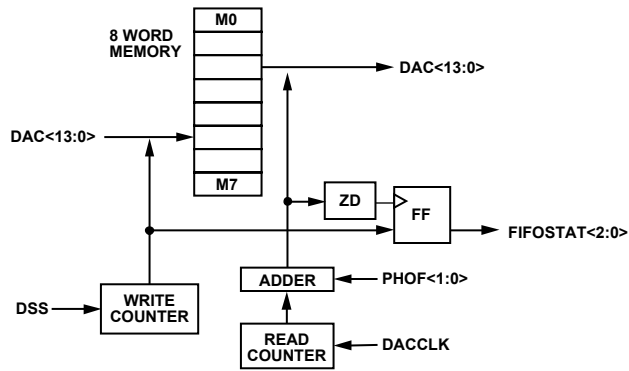 M0
8 WORD
MEMORY
DAC<13:0>
DAC<13:0>
M7
ZD
FF
FIFOSTAT<2:0>
ADDER
PHOF<1:0>
DSS
WRITE
COUNTER
READ
COUNTER
DACCLK